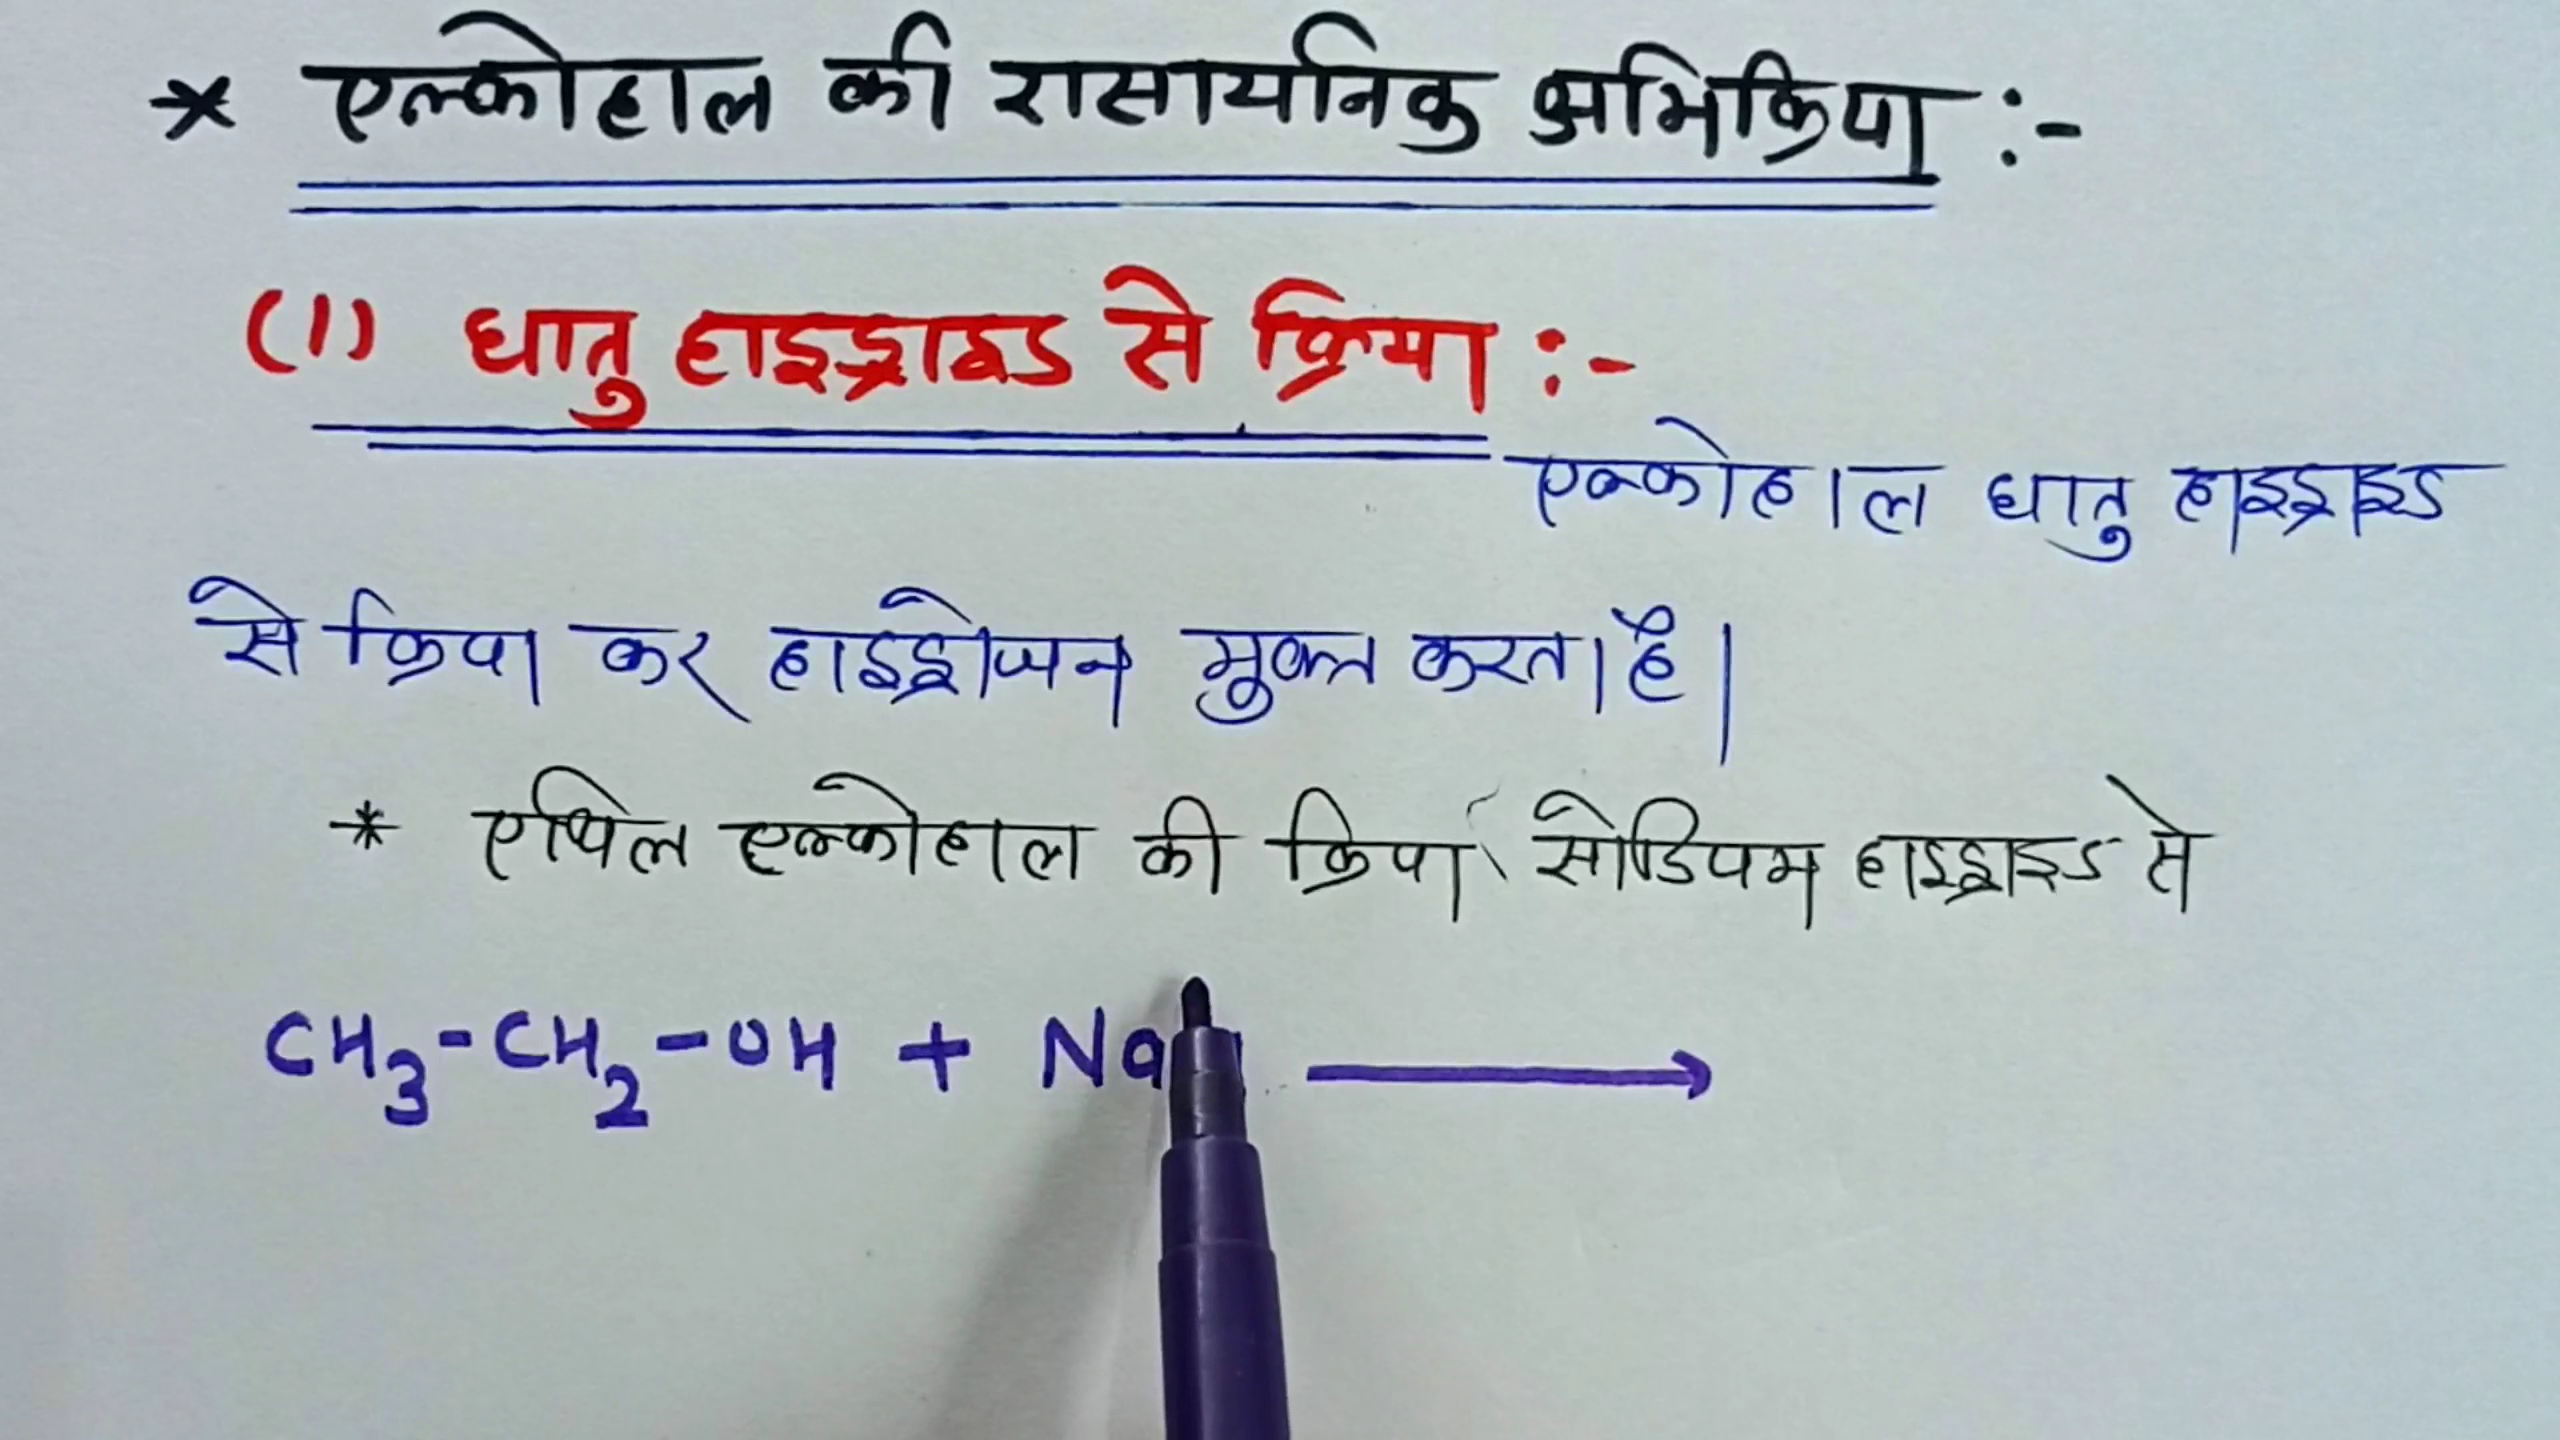 * एल्कोहाल की रासायनिक अभिक्रिया :-
(1) धातु हाइड्राइड से क्रिया :-
एल्कोहाल धातु हाइड्राइड
से क्रिया कर हाइड्रोजन मुक्त करता है।
* एथिल एल्कोहाल की क्रिया सोडियम हाइड्राइड से
CH₃-CH₂-OH + Na ⟶